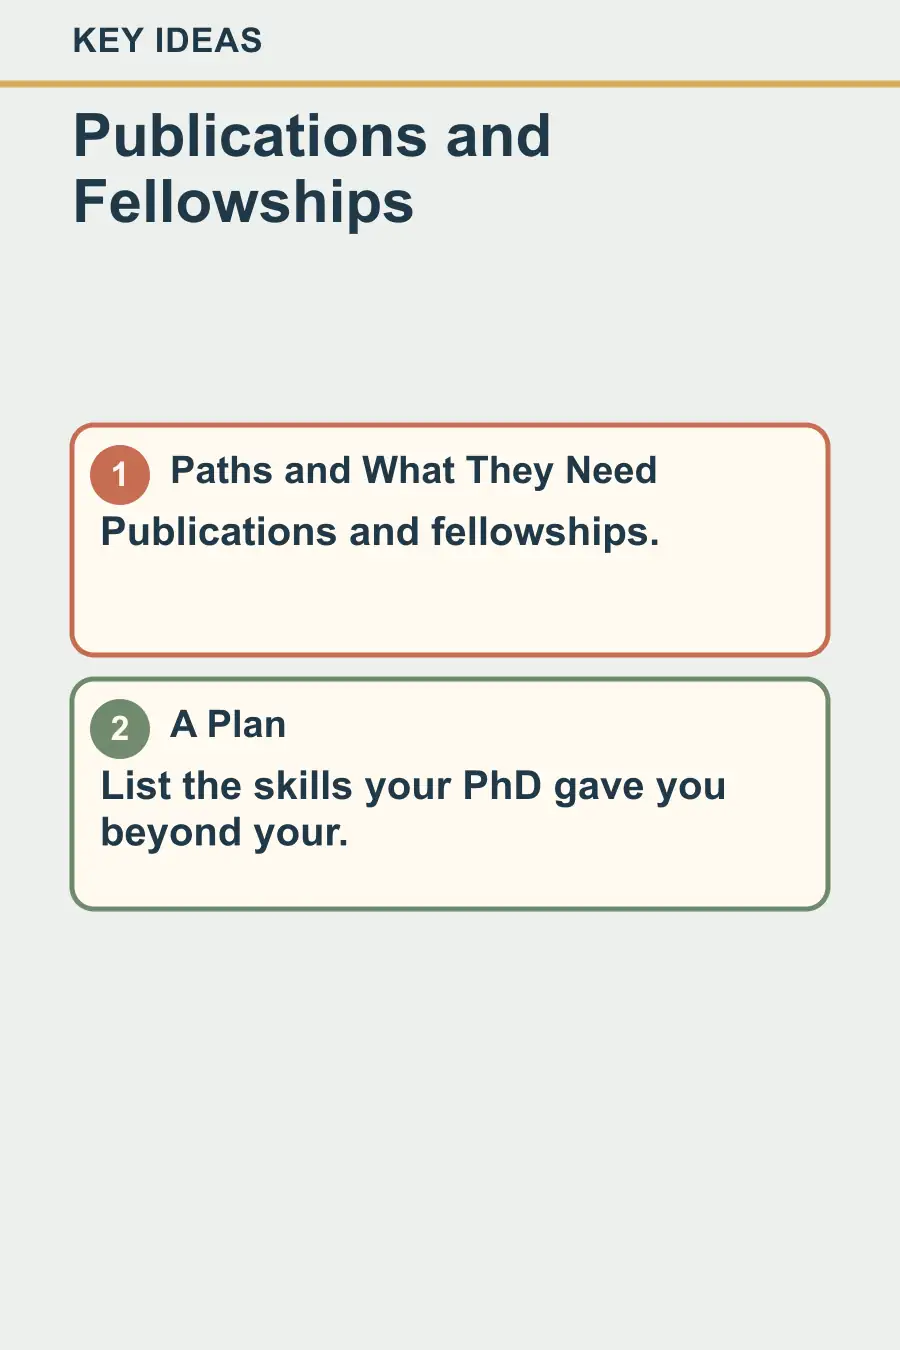 KEY IDEAS
Publications and
Fellowships
1 Paths and What They Need
Publications and fellowships.
2 A Plan
List the skills your PhD gave you
beyond your.